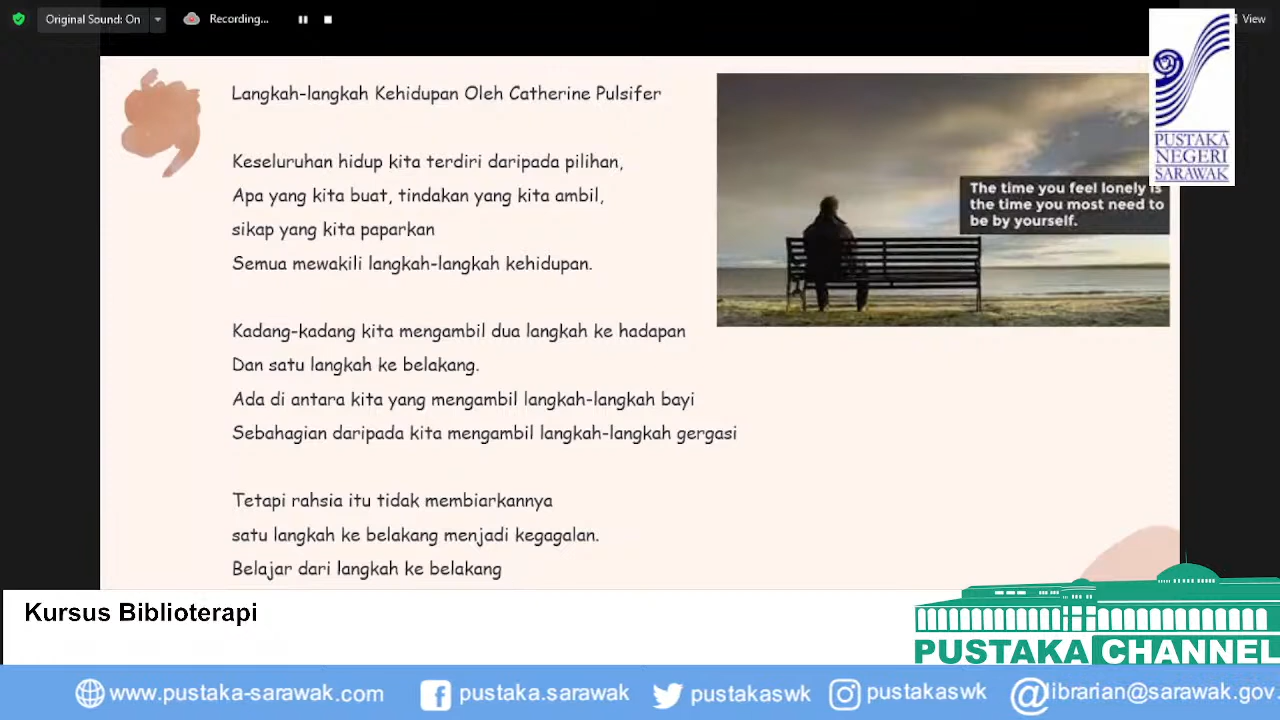 Original Sound: On
Recording...
View
Langkah-langkah Kehidupan Oleh Catherine Pulsifer
Keseluruhan hidup kita terdiri daripada pilihan,
Apa yang kita buat, tindakan yang kita ambil,
sikap yang kita paparkan
Semua mewakili langkah-langkah kehidupan.
Kadang-kadang kita mengambil dua langkah ke hadapan
Dan satu langkah ke belakang.
Ada di antara kita yang mengambil langkah-langkah bayi
Sebahagian daripada kita mengambil langkah-langkah gergasi
Tetapi rahsia itu tidak membiarkannya
satu langkah ke belakang menjadi kegagalan.
Belajar dari langkah ke belakang
The time you feel lonely is
the time you most need to
be by yourself.
PUSTAKA
NEGERI
SARAWAK
Kursus Biblioterapi
PUSTAKA CHANNEL
www.pustaka-sarawak.com
pustaka.sarawak
pustakaswk
pustakaswk
librarian@sarawak.gov.